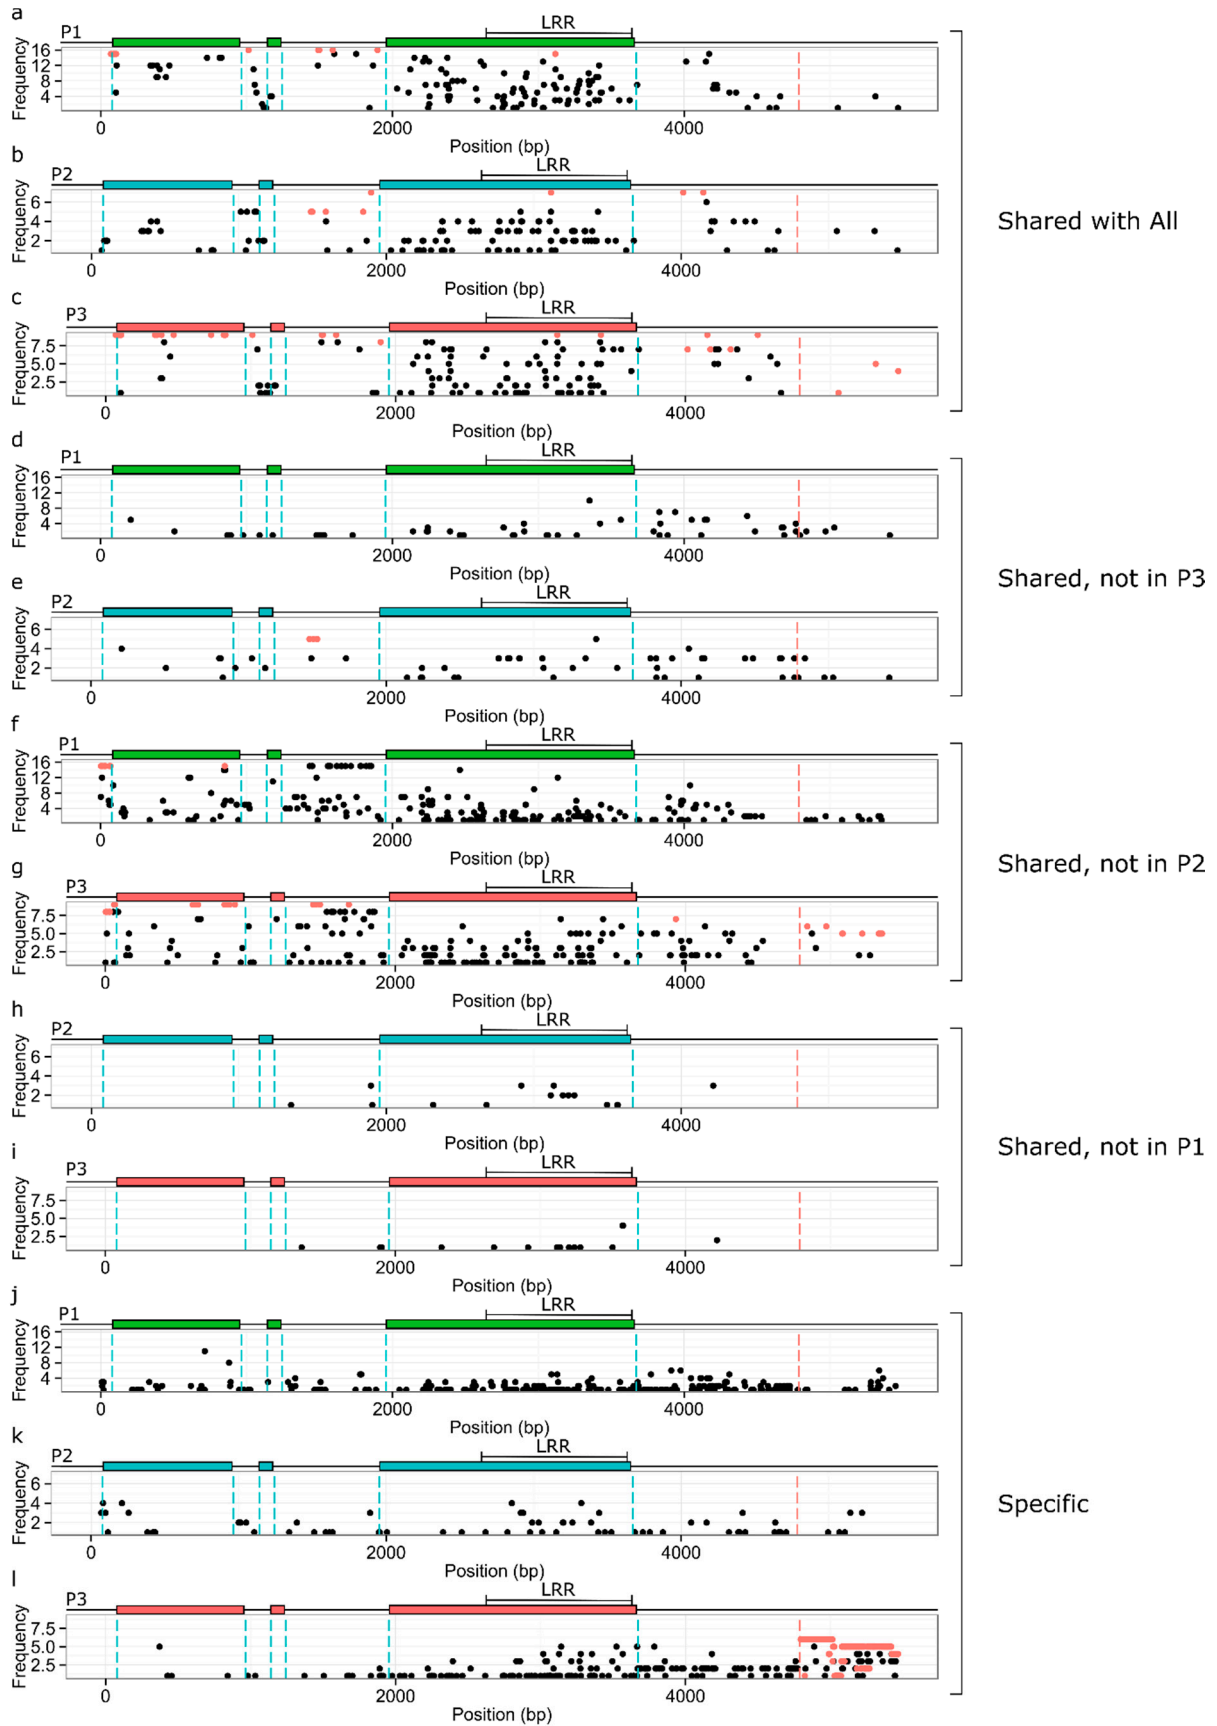 a
P1
LRR
Frequency
16
12
8
4
0
2000
4000
Position (bp)
b
P2
LRR
Frequency
6
4
2
0
2000
4000
Position (bp)
Shared with All
c
P3
LRR
Frequency
7.5
5.0
2.5
0
2000
4000
Position (bp)
d
P1
LRR
Frequency
16
12
8
4
0
2000
4000
Position (bp)
Shared, not in P3
e
P2
LRR
Frequency
6
4
2
0
2000
4000
Position (bp)
f
P1
LRR
Frequency
16
12
8
4
0
2000
4000
Position (bp)
Shared, not in P2
g
P3
LRR
Frequency
7.5
5.0
2.5
0
2000
4000
Position (bp)
h
P2
LRR
Frequency
6
4
2
0
2000
4000
Position (bp)
Shared, not in P1
i
P3
LRR
Frequency
7.5
5.0
2.5
0
2000
4000
Position (bp)
j
P1
LRR
Frequency
16
12
8
4
0
2000
4000
Position (bp)
k
P2
LRR
Frequency
6
4
2
0
2000
4000
Position (bp)
Specific
l
P3
LRR
Frequency
7.5
5.0
2.5
0
2000
4000
Position (bp)